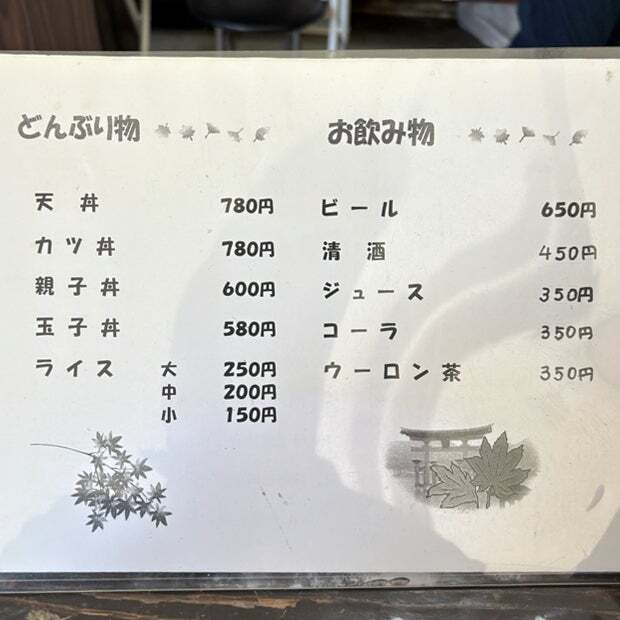 どんぶり物
天丼 780円
カツ丼 780円
親子丼 600円
玉子丼 580円
ライス 大 250円
中 200円
小 150円
お飲み物
ビール 650円
清酒 450円
ジュース 350円
コーラ 350円
ウーロン茶 350円